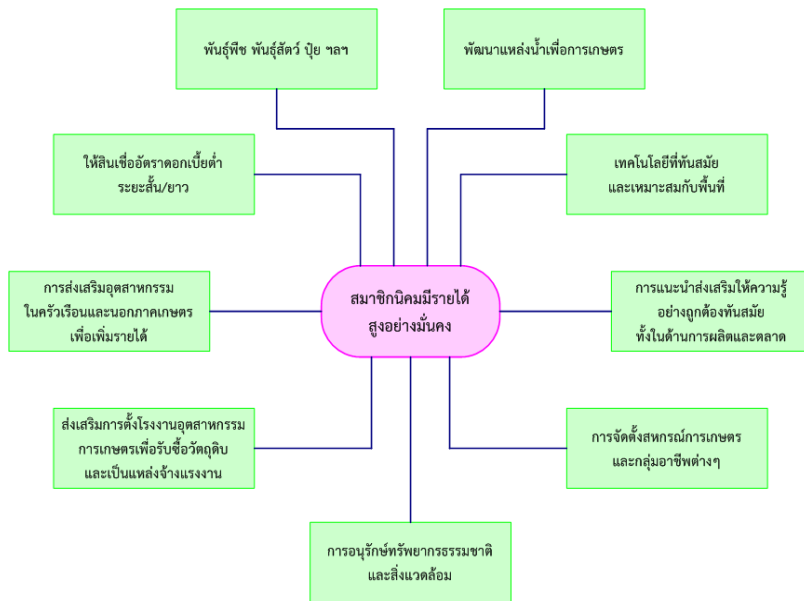 พันธุ์พืช พันธุ์สัตว์ ปุ๋ย ฯลฯ
พัฒนาแหล่งน้ำเพื่อการเกษตร
ให้สินเชื่ออัตราดอกเบี้ยต่ำ
ระยะสั้น/ยาว
เทคโนโลยีที่ทันสมัย
และเหมาะสมกับพื้นที่
การส่งเสริมอุตสาหกรรม
ในครัวเรือนและนอกภาคเกษตร
เพื่อเพิ่มรายได้
สมาชิกนิคมมีรายได้
สูงอย่างมั่นคง
การแนะนำส่งเสริมให้ความรู้
อย่างถูกต้องทันสมัย
ทั้งในด้านการผลิตและตลาด
ส่งเสริมการตั้งโรงงานอุตสาหกรรม
การเกษตรเพื่อรับซื้อวัตถุดิบ
และเป็นแหล่งจ้างแรงงาน
การจัดตั้งสหกรณ์การเกษตร
และกลุ่มอาชีพต่างๆ
การอนุรักษ์ทรัพยากรธรรมชาติ
และสิ่งแวดล้อม